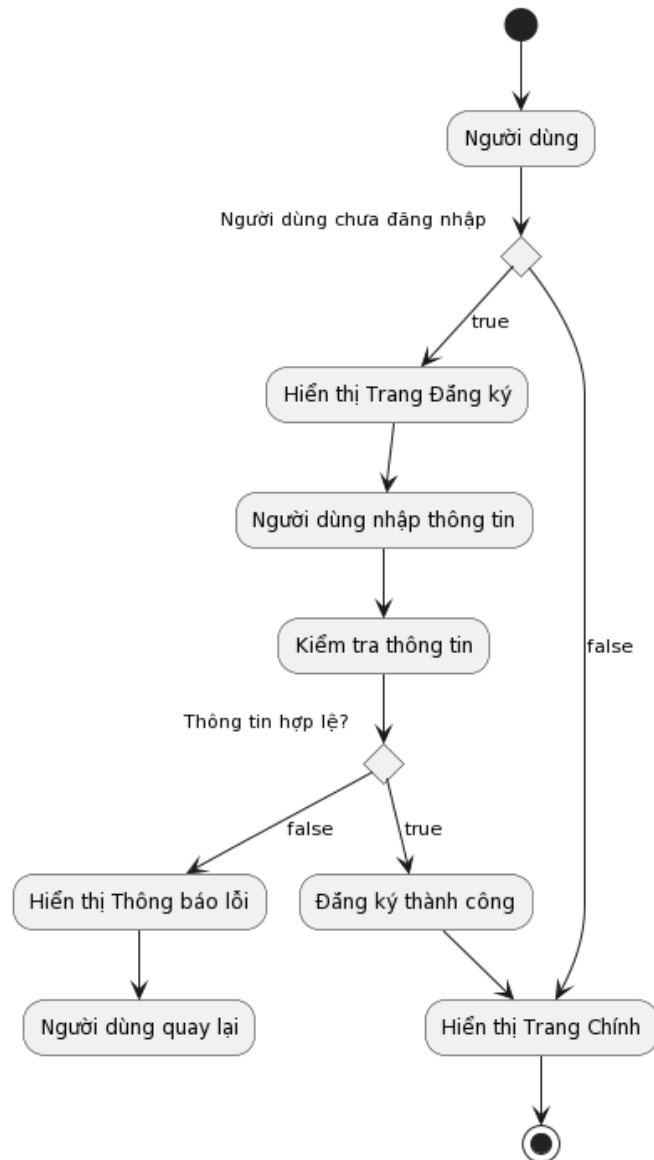 Người dùng
Người dùng chưa đăng nhập
true
Hiển thị Trang Đăng ký
Người dùng nhập thông tin
Kiểm tra thông tin
false
Thông tin hợp lệ?
false
true
Hiển thị Thông báo lỗi
Đăng ký thành công
Người dùng quay lại
Hiển thị Trang Chính